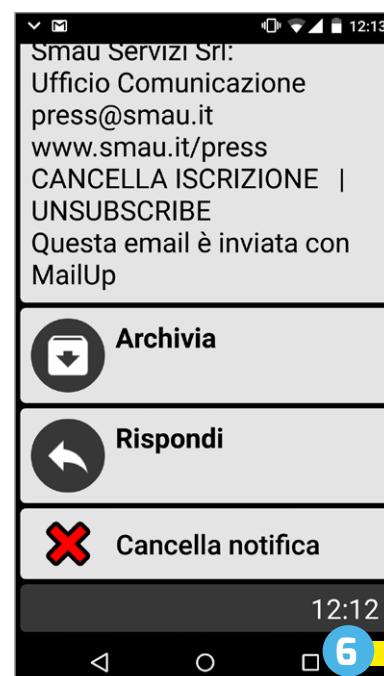 12:13
Smau Servizi Srl:
Ufficio Comunicazione
press@smau.it
www.smau.it/press
CANCELLA ISCRIZIONE |
UNSUBSCRIBE
Questa email è inviata con
MailUp
Archivia
Rispondi
Cancella notifica
12:12
6